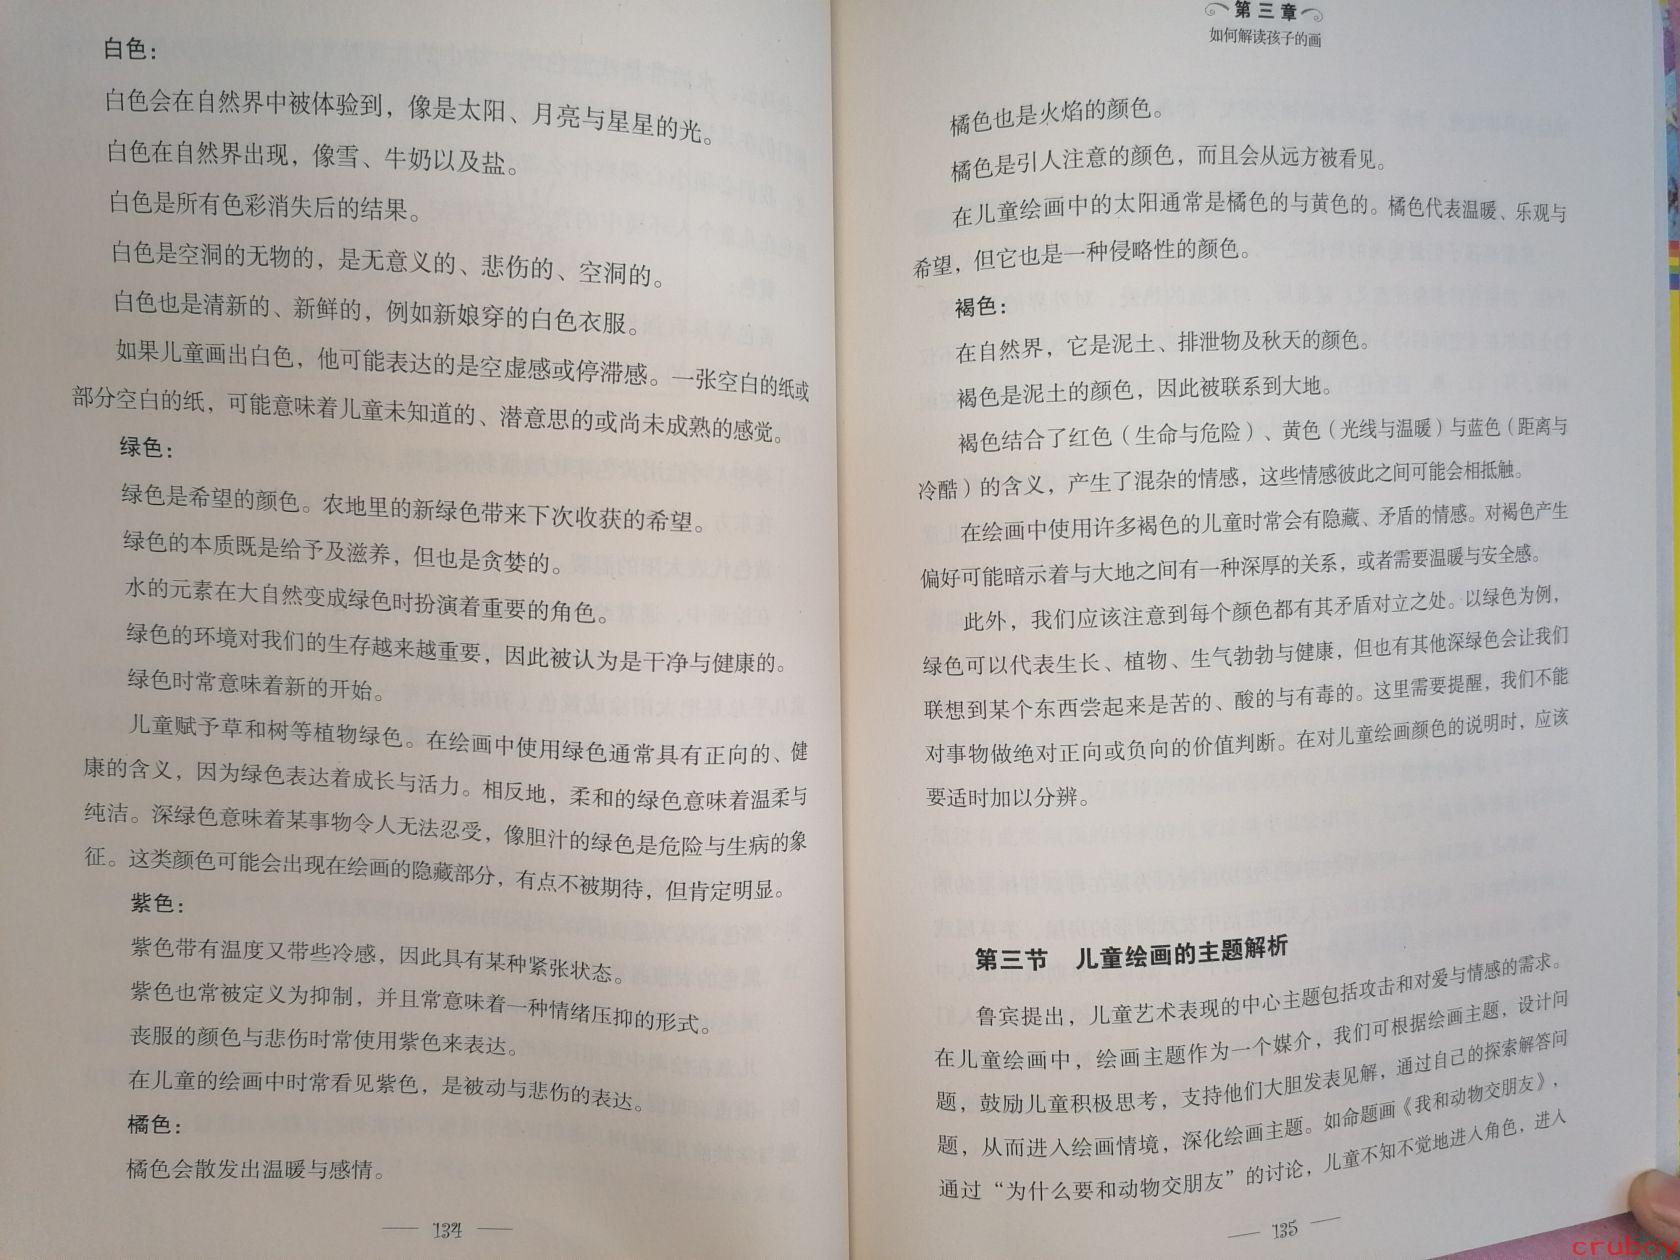 白色：
白色会在自然界中被体验到，像是太阳、月亮与星星的光。
白色在自然界出现，像雪、牛奶以及盐。
白色是所有色彩消失后的结果。
白色是空洞的无物的，是无意义的、悲伤的、空洞的。
白色也是清新的、新鲜的，例如新娘穿的白色衣服。
如果儿童画出白色，他可能表达的是空虚感或停滞感。一张空白的纸或
部分空白的纸，可能意味着儿童未知道的、潜意思的或尚未成熟的感觉。
绿色：
绿色是希望的颜色。农地里的新绿色带来下次收获的希望。
绿色的本质既是给予及滋养，但也是贪婪的。
水的元素在大自然变成绿色时扮演着重要的角色。
绿色的环境对我们的生存越来越重要，因此被认为是干净与健康的。
绿色时常意味着新的开始。
儿童赋予草和树等植物绿色。在绘画中使用绿色通常具有正向的、健
康的含义，因为绿色表达着成长与活力。相反地，柔和的绿色意味着温柔与
纯洁。深绿色意味着某事物令人无法忍受，像胆汁的绿色是危险与生病的象
征。这类颜色可能会出现在绘画的隐藏部分，有点不被期待，但肯定明显。
紫色：
紫色带有温度又带些冷感，因此具有某种紧张状态。
紫色也常被定义为抑制，并且常意味着一种情绪压抑的形式。
丧服的颜色与悲伤时常使用紫色来表达。
在儿童的绘画中时常看见紫色，是被动与悲伤的表达。
橘色：
橘色会散发出温暖与感情。
134
第三章
如何解读孩子的画
橘色也是火焰的颜色。
橘色是引人注意的颜色，而且会从远方被看见。
在儿童绘画中的太阳通常是橘色的与黄色的。橘色代表温暖、乐观与
希望，但它也是一种侵略性的颜色。
褐色：
在自然界，它是泥土、排泄物及秋天的颜色。
褐色是泥土的颜色，因此被联系到大地。
褐色结合了红色（生命与危险）、黄色（光线与温暖）与蓝色（距离与
冷酷）的含义，产生了混杂的情感，这些情感彼此之间可能会相抵触。
在绘画中使用许多褐色的儿童时常会有隐藏、矛盾的情感。对褐色产生
偏好可能暗示着与大地之间有一种深厚的关系，或者需要温暖与安全感。
此外，我们应该注意到每个颜色都有其矛盾对立之处。以绿色为例，
绿色可以代表生长、植物、生气勃勃与健康，但也有其他深绿色会让我们
联想到某个东西尝起来是苦的、酸的与有毒的。这里需要提醒，我们不能
对事物做绝对正向或负向的价值判断。在对儿童绘画颜色的说明时，应该
要适时加以分辨。
第三节 儿童绘画的主题解析
鲁宾提出，儿童艺术表现的中心主题包括攻击和对爱与情感的需求。
在儿童绘画中，绘画主题作为一个媒介，我们可根据绘画主题，设计问
题，鼓励儿童积极思考，支持他们大胆发表见解，通过自己的探索解答问
题，从而进入绘画情境，深化绘画主题。如命题画《我和动物交朋友》，
通过“为什么要和动物交朋友”的讨论，儿童不知不觉地进入角色，进入
135
cruboy